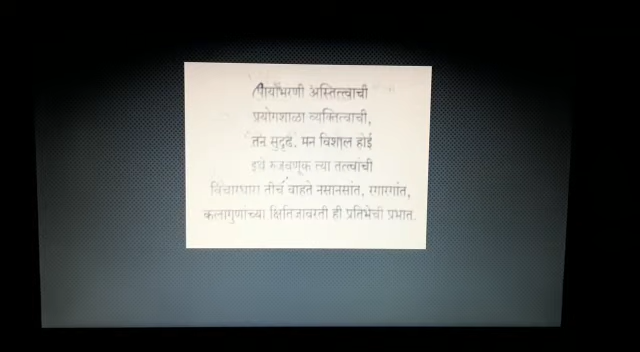 पायाभरणी अस्तित्त्वाची
प्रयोगशाळा व्यक्तित्वाची,
तन सुदृढ. मन विशाल होई
इथे रुजवणूक त्या तत्त्वांची
विचारधारा तीच वाहते नसानसांत, रगारगांत,
कलागुणांच्या क्षितिजावरती ही प्रतिभेची प्रभात.